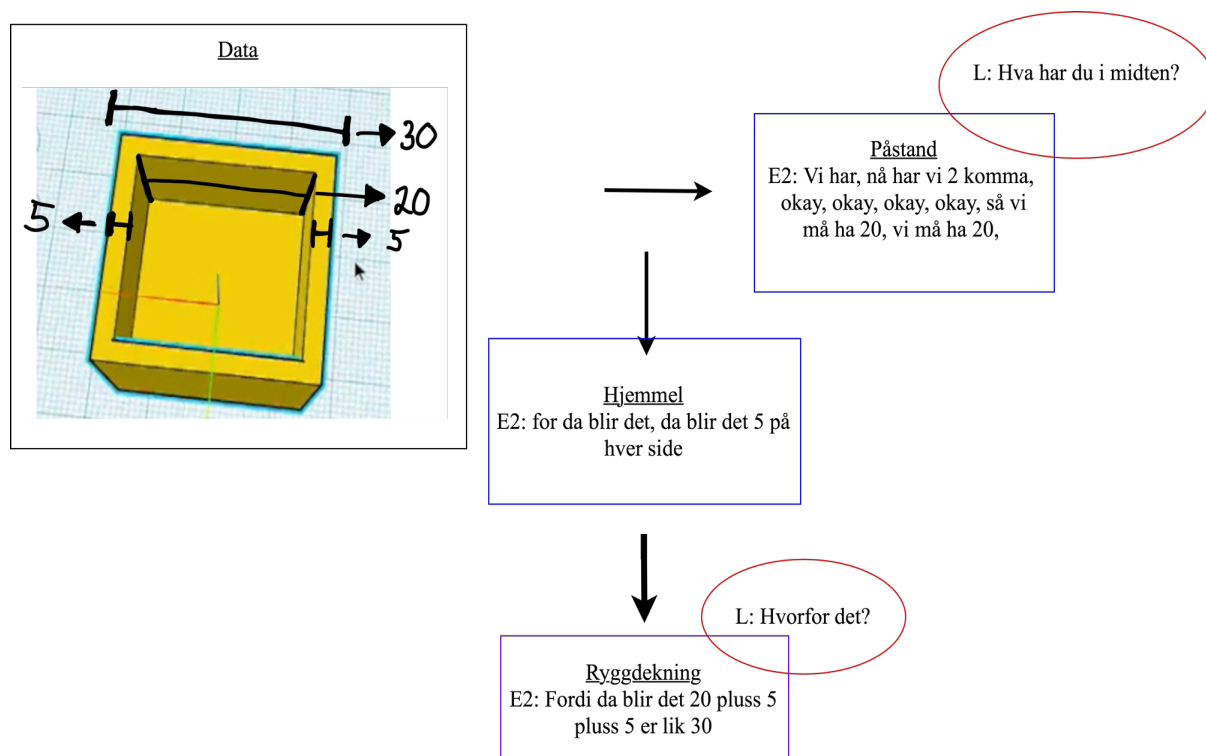 Data
30
20
5
5
L: Hva har du i midten?
Påstand
E2: Vi har, nå har vi 2 komma,
okay, okay, okay, okay, så vi
må ha 20, vi må ha 20,
Hjemmel
E2: for da blir det, da blir det 5 på
hver side
L: Hvorfor det?
Ryggdekning
E2: Fordi da blir det 20 pluss 5
pluss 5 er lik 30